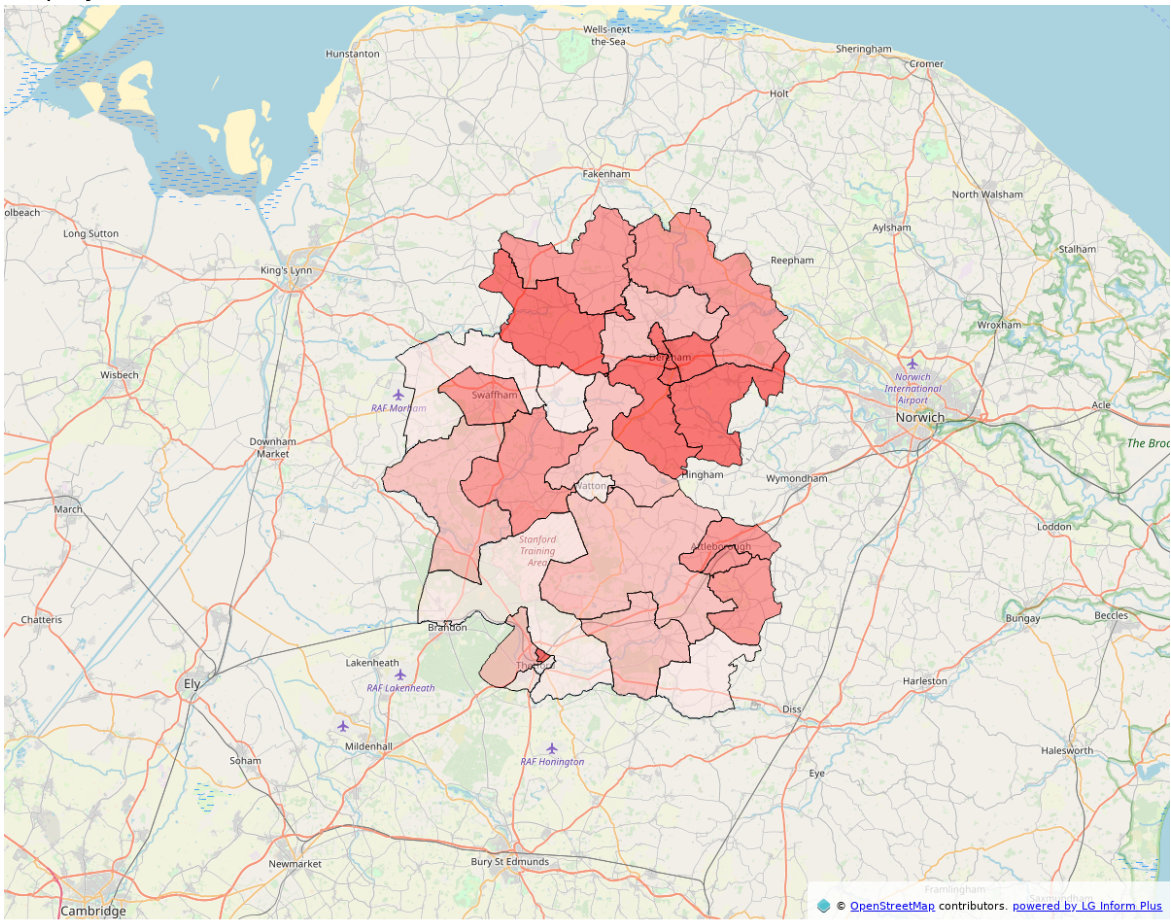 Wells-next-
the-Sea
Hunstanton
Sheringham
Cromer
Holt
Fakenham
North Walsham
olbeach
Long Sutton
Aylsham
Stalham
Reepham
King's Lynn
Wroxham
Wisbech
Dereham
Norwich
International
Airport
RAF Marham
Swaffham
Acle
Norwich
The Broa
Downham
Market
Hingham
Wymondham
Watton
March
Loddon
Stanford
Training
Area
Attleborough
Chatteris
Bungay
Beccles
Brandon
Lakenheath
Ely
RAF Lakenheath
Harleston
Diss
Mildenhall
Halesworth
RAF Honington
Soham
Eye
Newmarket
Bury St Edmunds
Framlingham
Cambridge
© OpenStreetMap contributors. powered by LG Inform Plus